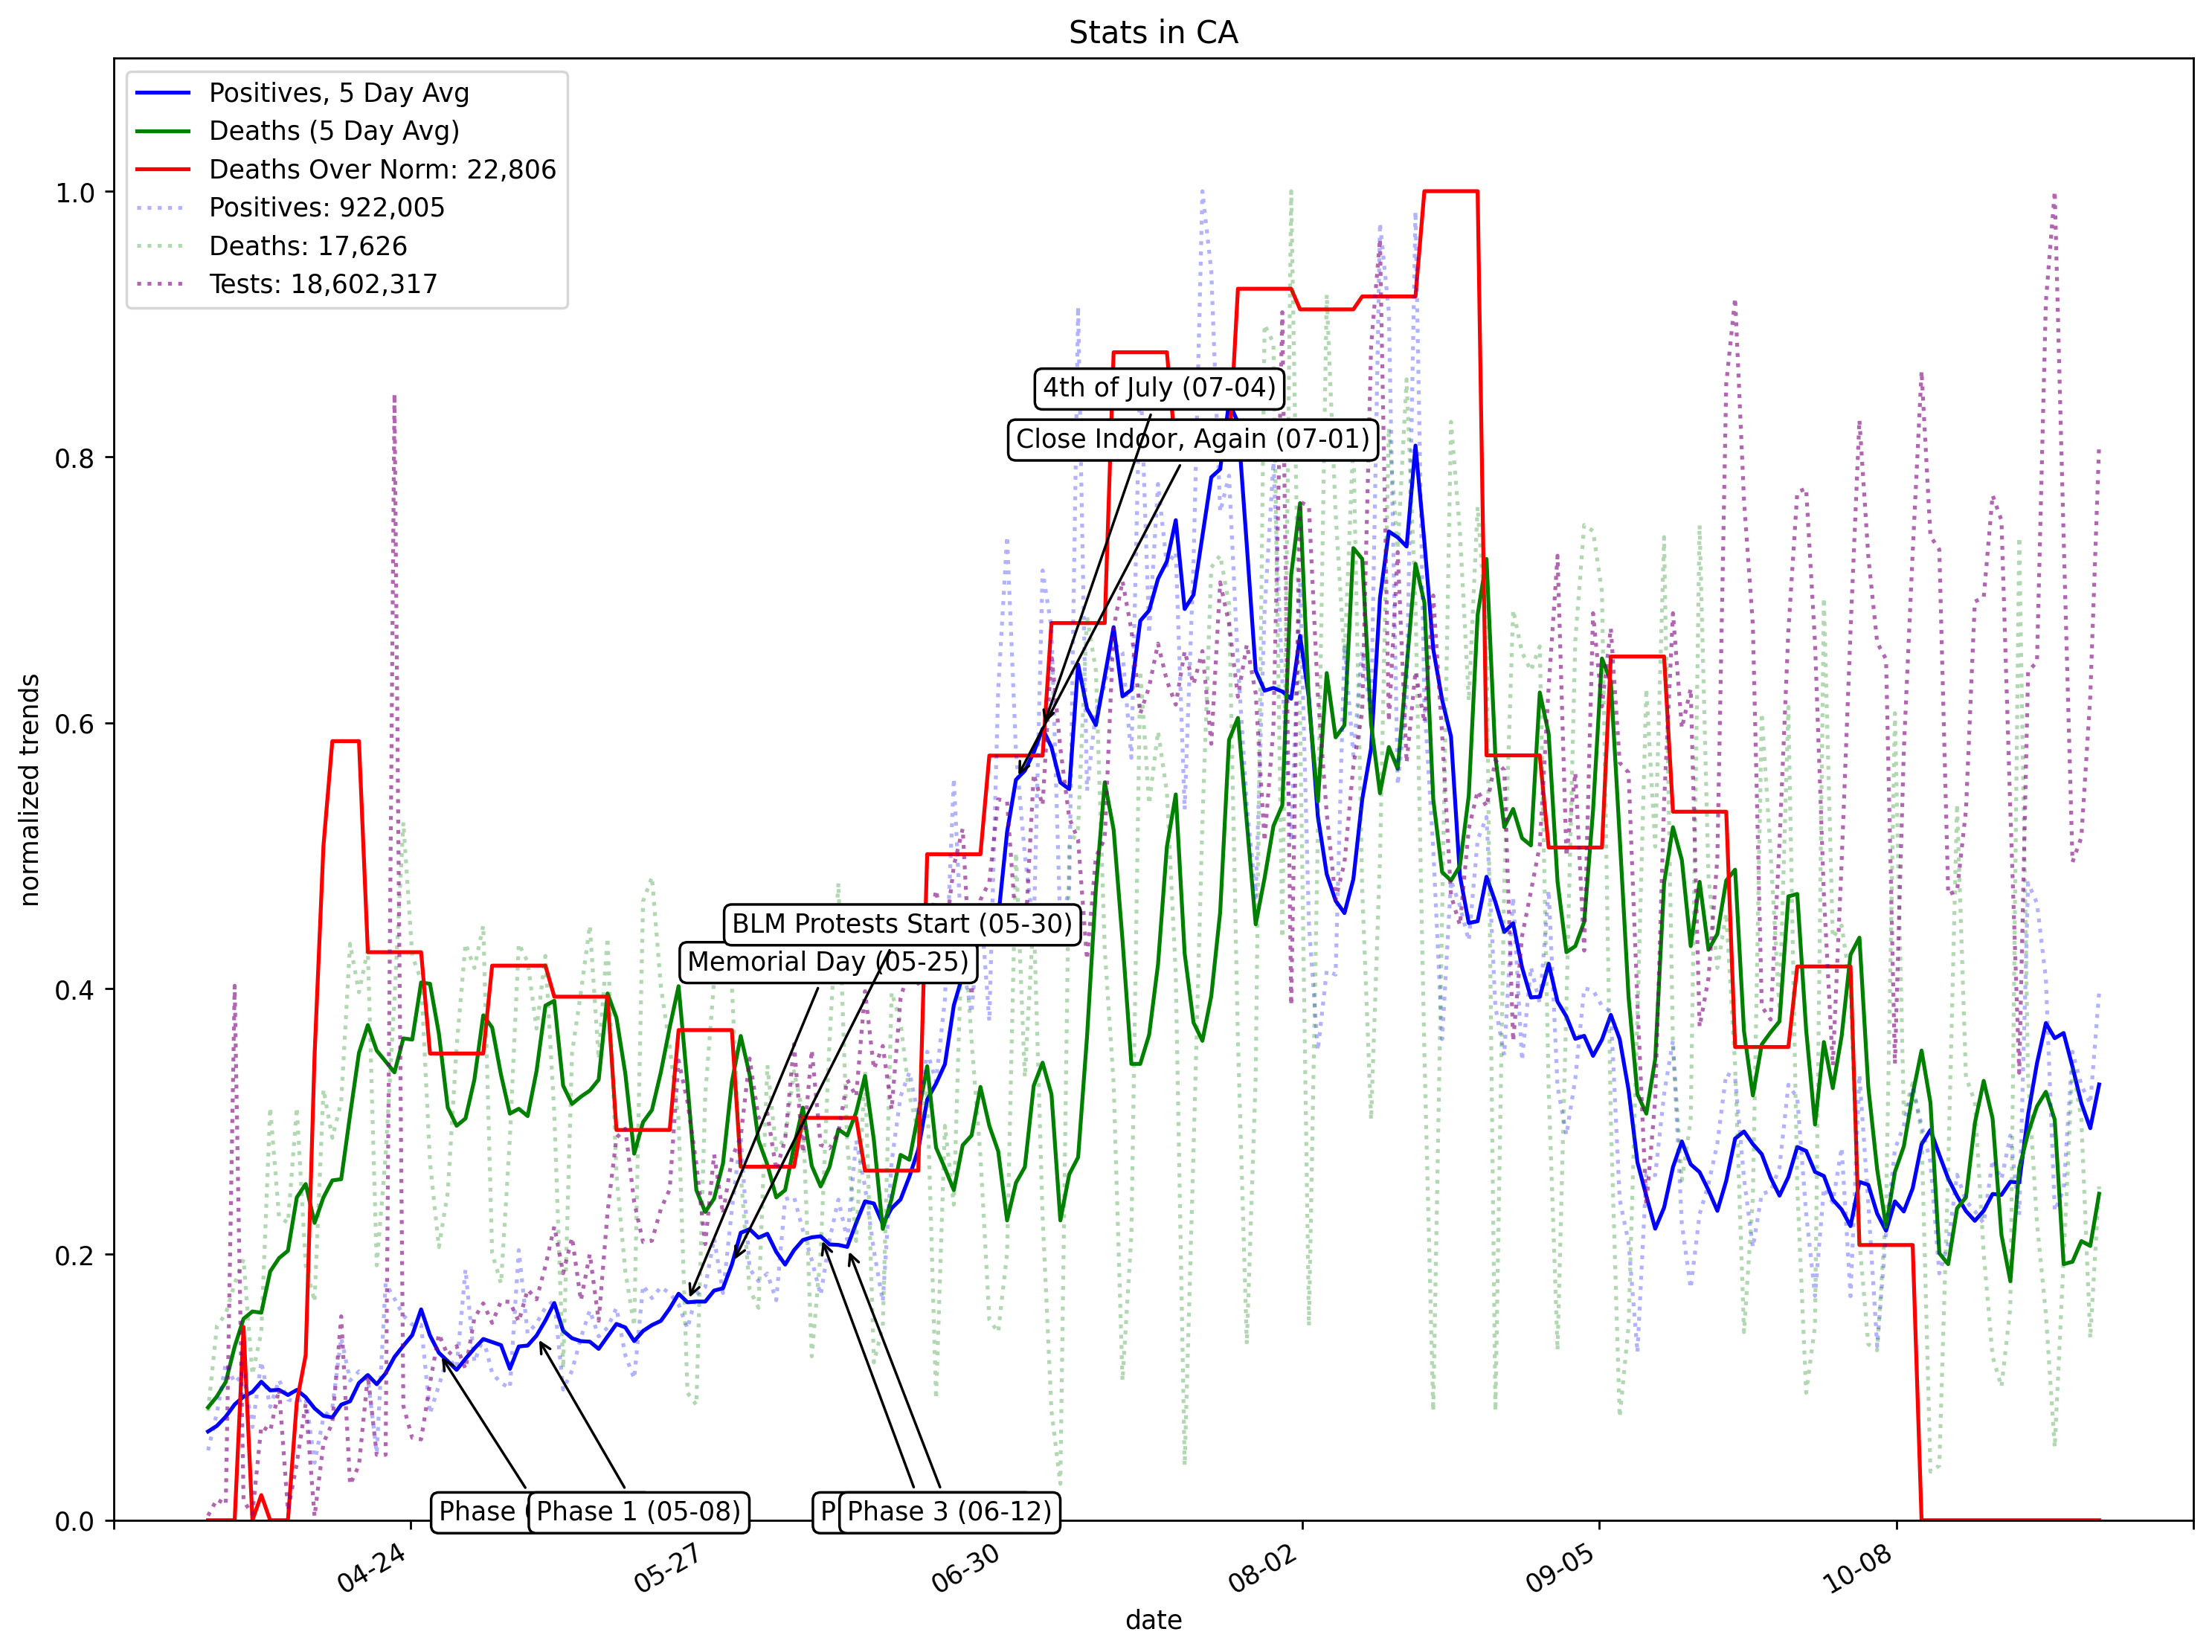 Stats in CA
Positives, 5 Day Avg
Deaths (5 Day Avg)
Deaths Over Norm: 22,806
Positives: 922,005
Deaths: 17,626
Tests: 18,602,317
1.0
0.8
0.6
0.4
0.2
0.0
normalized trends
4th of July (07-04)
Close Indoor, Again (07-01)
BLM Protests Start (05-30)
Memorial Day (05-25)
Phase
Phase 1 (05-08)
P
Phase 3 (06-12)
04-24
05-27
06-30
08-02
09-05
10-08
date